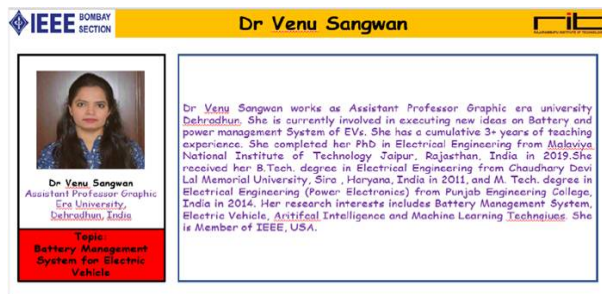 IEEE BOMBAY
SECTION
Dr Venu Sangwan
rit
Dr Venu Sangwan works as Assistant Professor Graphic era university
Dehradhun. She is currently involved in executing new ideas on Battery and
power management System of EVs. She has a cumulative 3+ years of teaching
experience. She completed her PhD in Electrical Engineering from Malaviya
National Institute of Technology Jaipur, Rajasthan, India in 2019.She
received her B.Tech. degree in Electrical Engineering from Chaudhary Devi
Lal Memorial University, Sira , Haryana, India in 2011, and M. Tech. degree in
Electrical Engineering (Power Electronics) from Punjab Engineering College,
India in 2014. Her research interests includes Battery Management System,
Electric Vehicle, Aritifcal Intelligence and Machine Learning Technqiues. She
is Member of IEEE, USA.
Dr Venu Sangwan
Assistant Professor Graphic
Era University,
Dehradhun, India
Topic:
Battery Management
System for Electric
Vehicle